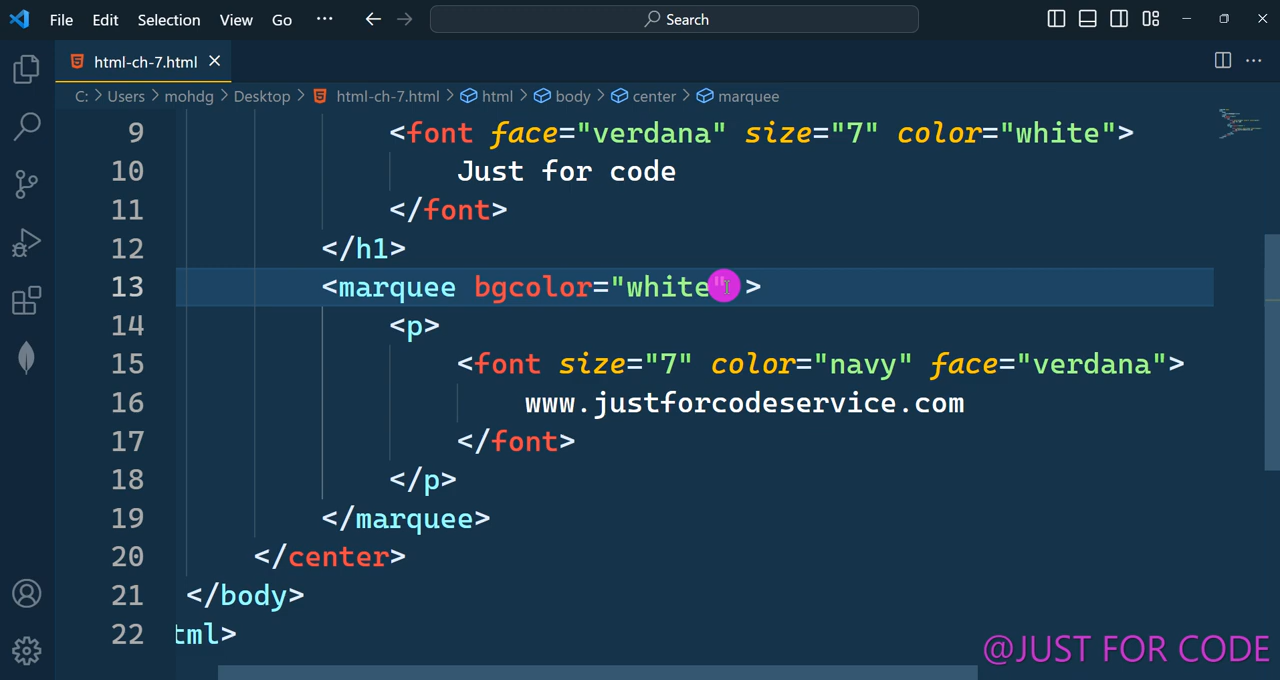 File Edit Selection View Go ··· Search
html-ch-7.html
C: > Users > mohdg > Desktop > html-ch-7.html > html > body > center > marquee
9 <font face="verdana" size="7" color="white">
10 Just for code
11 </font>
12 </h1>
13 <marquee bgcolor="white" >
14 <p>
15 <font size="7" color="navy" face="verdana">
16 www.justforcodeservice.com
17 </font>
18 </p>
19 </marquee>
20 </center>
21 </body>
22 tml>
@JUST FOR CODE